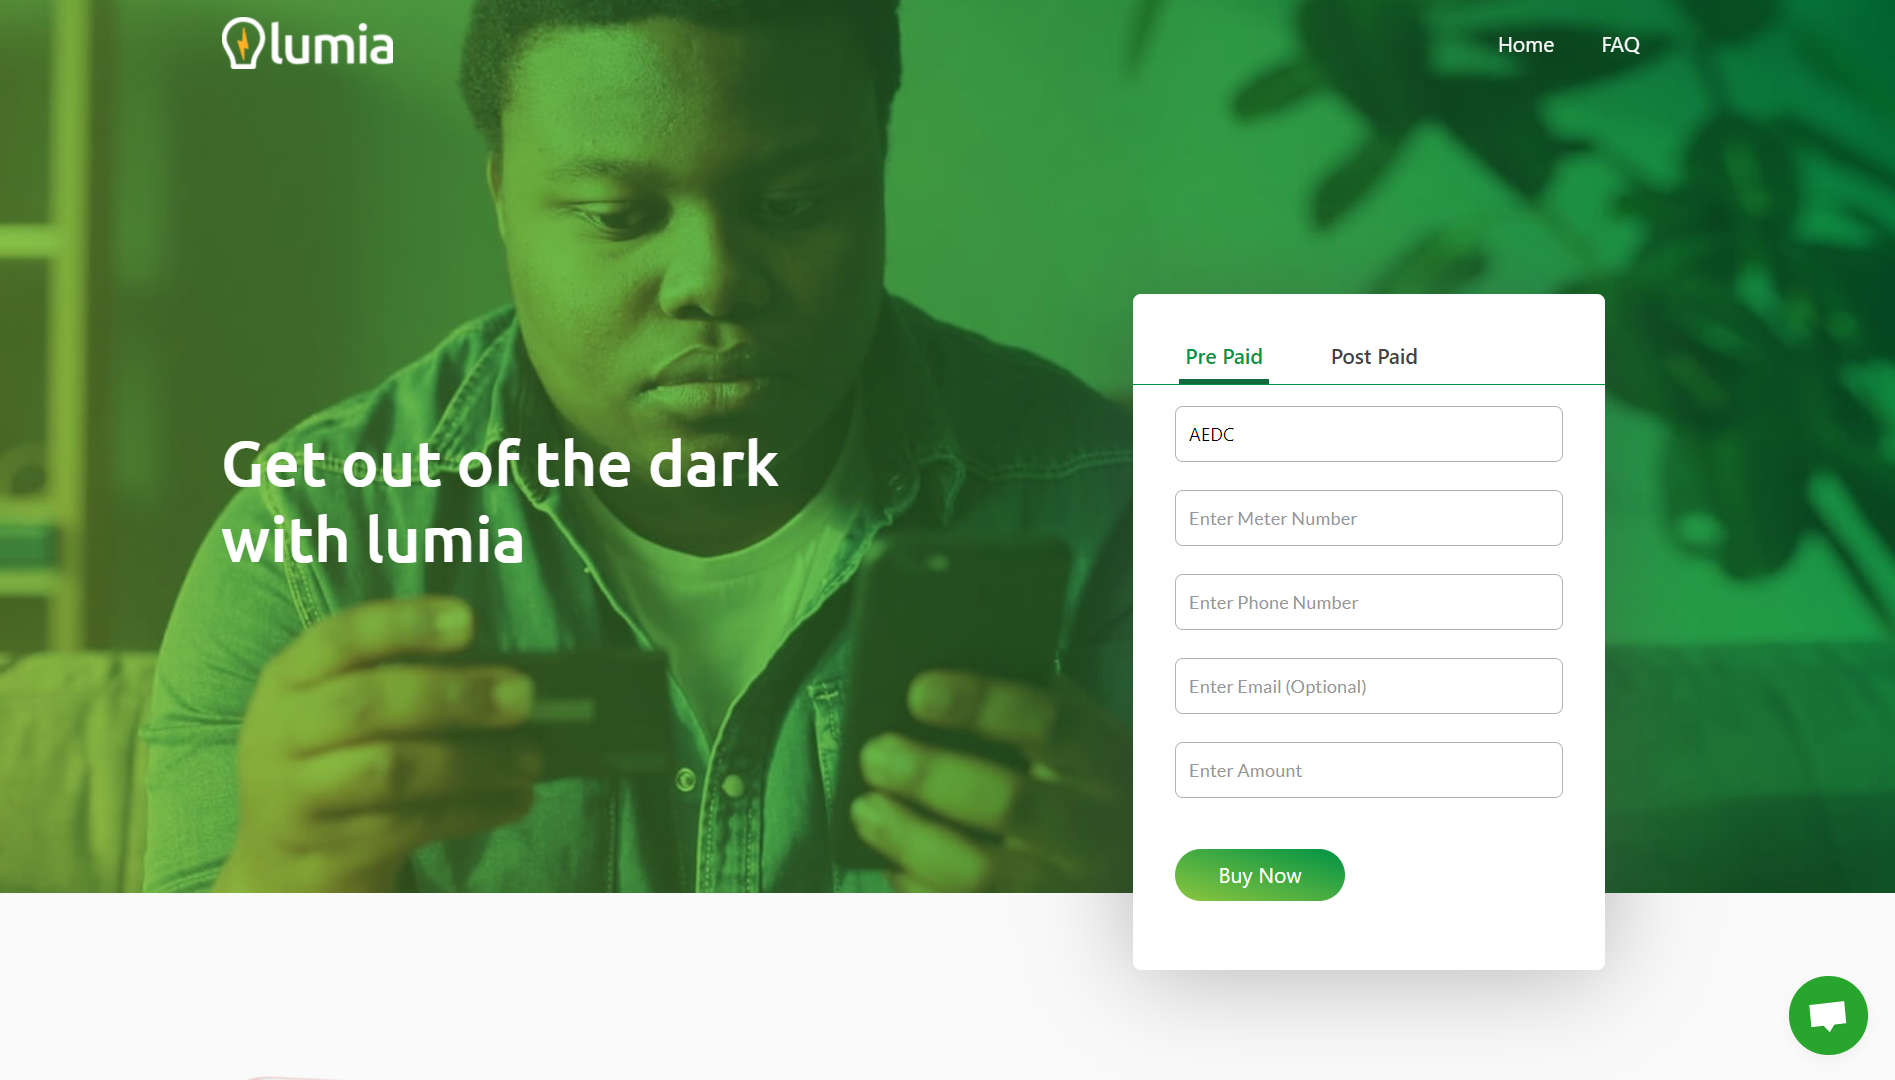 lumia
Home
FAQ
Get out of the dark
with lumia
Pre Paid
Post Paid
AEDC
Enter Meter Number
Enter Phone Number
Enter Email (Optional)
Enter Amount
Buy Now